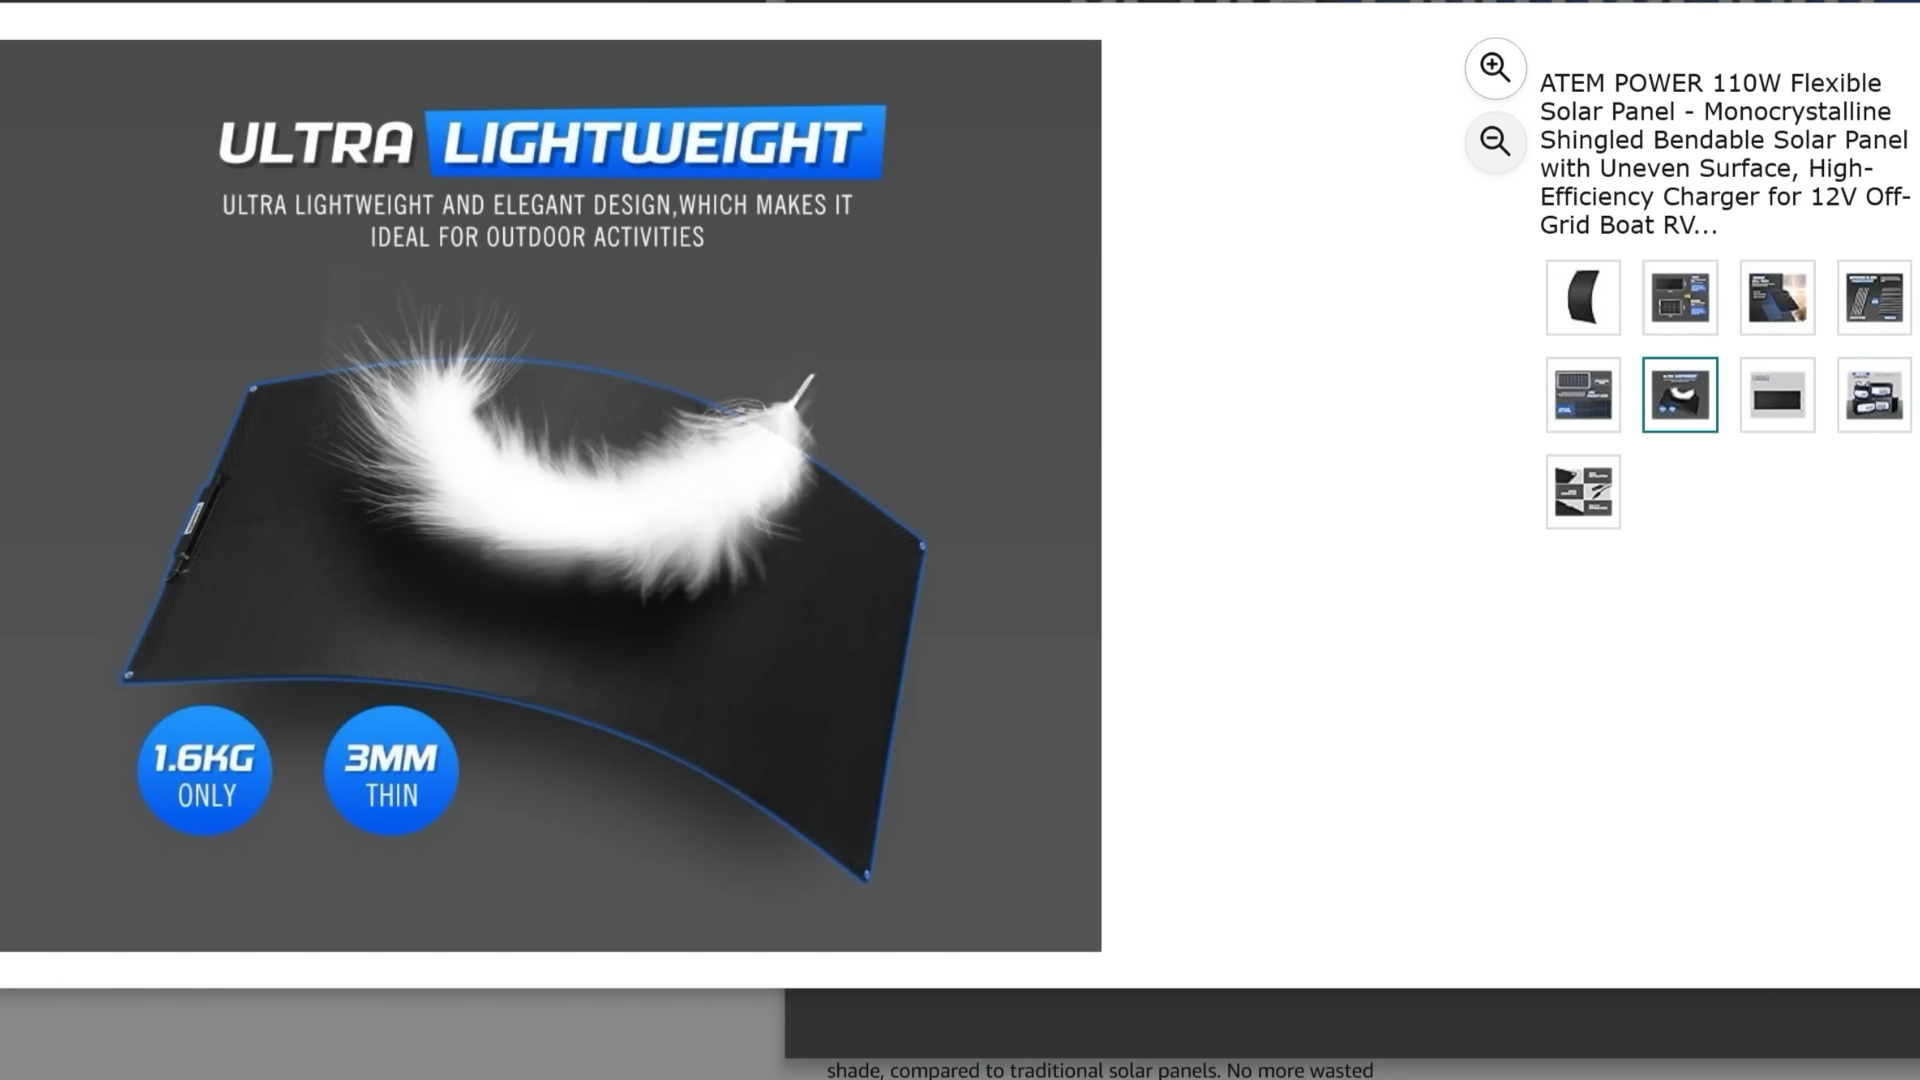 ULTRA LIGHTWEIGHT
ULTRA LIGHTWEIGHT AND ELEGANT DESIGN,WHICH MAKES IT
IDEAL FOR OUTDOOR ACTIVITIES
1.6KG
ONLY
3MM
THIN
ATEM POWER 110W Flexible
Solar Panel - Monocrystalline
Shingled Bendable Solar Panel
with Uneven Surface, High-
Efficiency Charger for 12V Off-
Grid Boat RV...
shade, compared to traditional solar panels. No more wasted